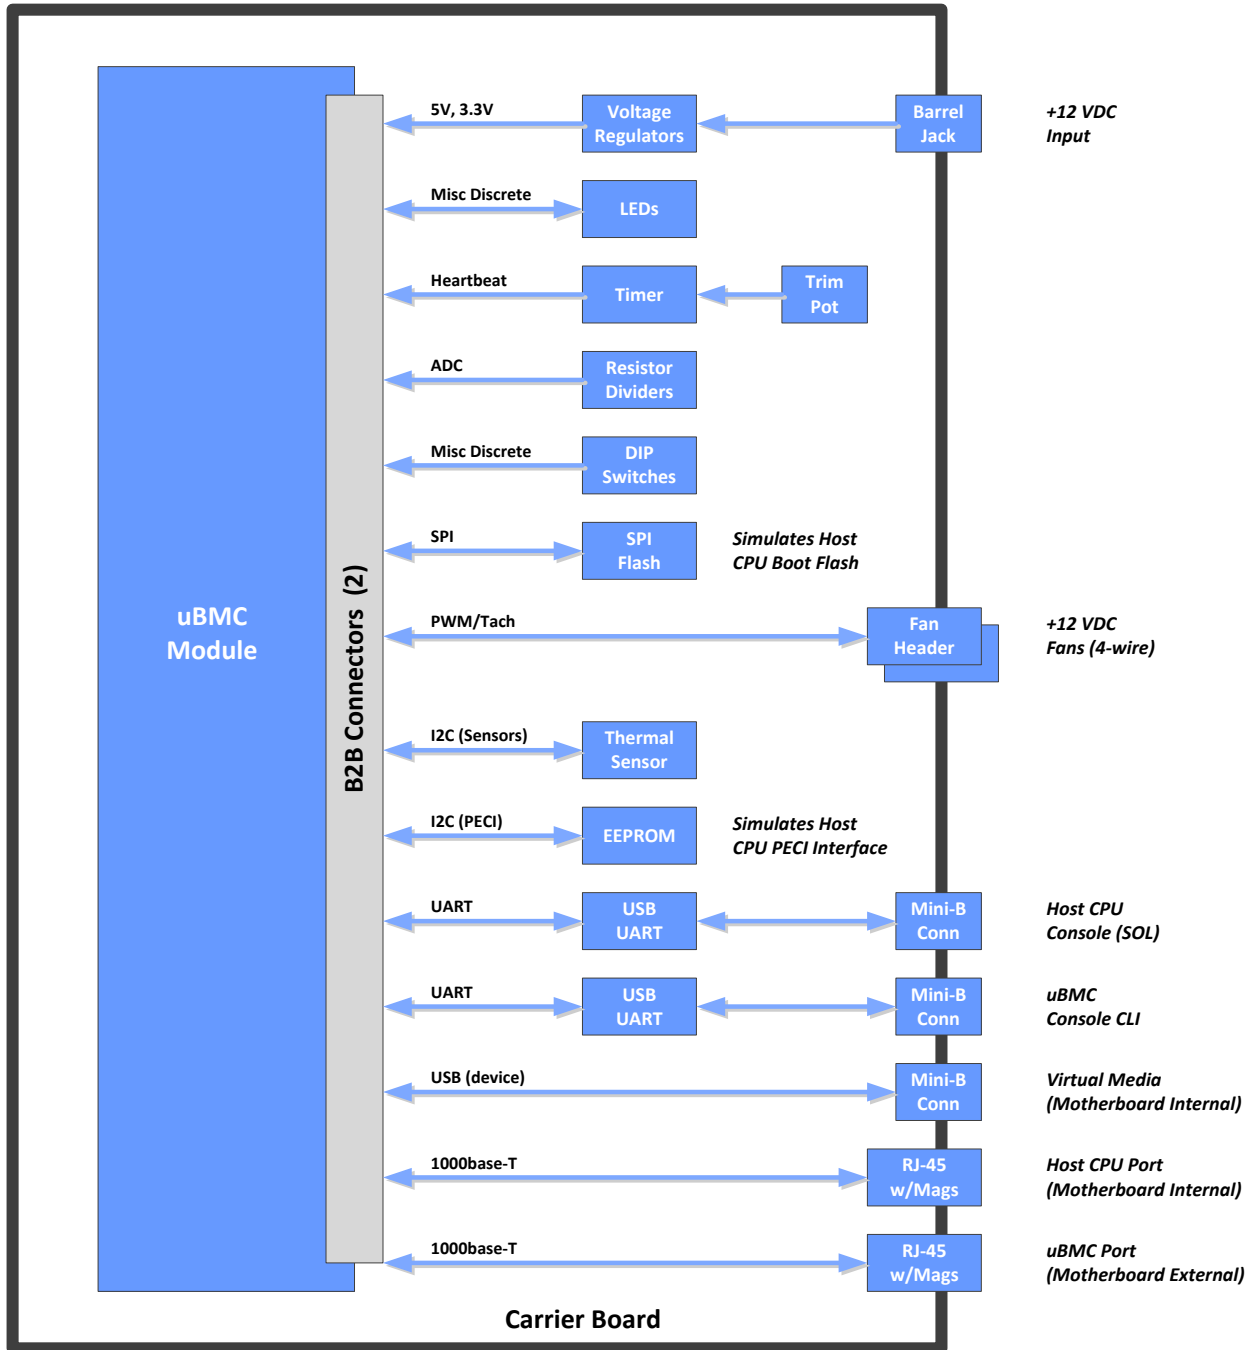 5V, 3.3V
Voltage
Regulators
Barrel
Jack
+12 VDC
Input
Misc Discrete
LEDs
Heartbeat
Timer
Trim
Pot
ADC
Resistor
Dividers
Misc Discrete
DIP
Switches
SPI
SPI
Flash
Simulates Host
CPU Boot Flash
uBMC
Module
B2B Connectors (2)
PWM/Tach
Fan
Header
+12 VDC
Fans (4-wire)
I2C (Sensors)
Thermal
Sensor
I2C (PECI)
EEPROM
Simulates Host
CPU PECI Interface
UART
USB
UART
Mini-B
Conn
Host CPU
Console (SOL)
UART
USB
UART
Mini-B
Conn
uBMC
Console CLI
USB (device)
Mini-B
Conn
Virtual Media
(Motherboard Internal)
1000base-T
RJ-45
w/Mags
Host CPU Port
(Motherboard Internal)
1000base-T
RJ-45
w/Mags
uBMC Port
(Motherboard External)
Carrier Board